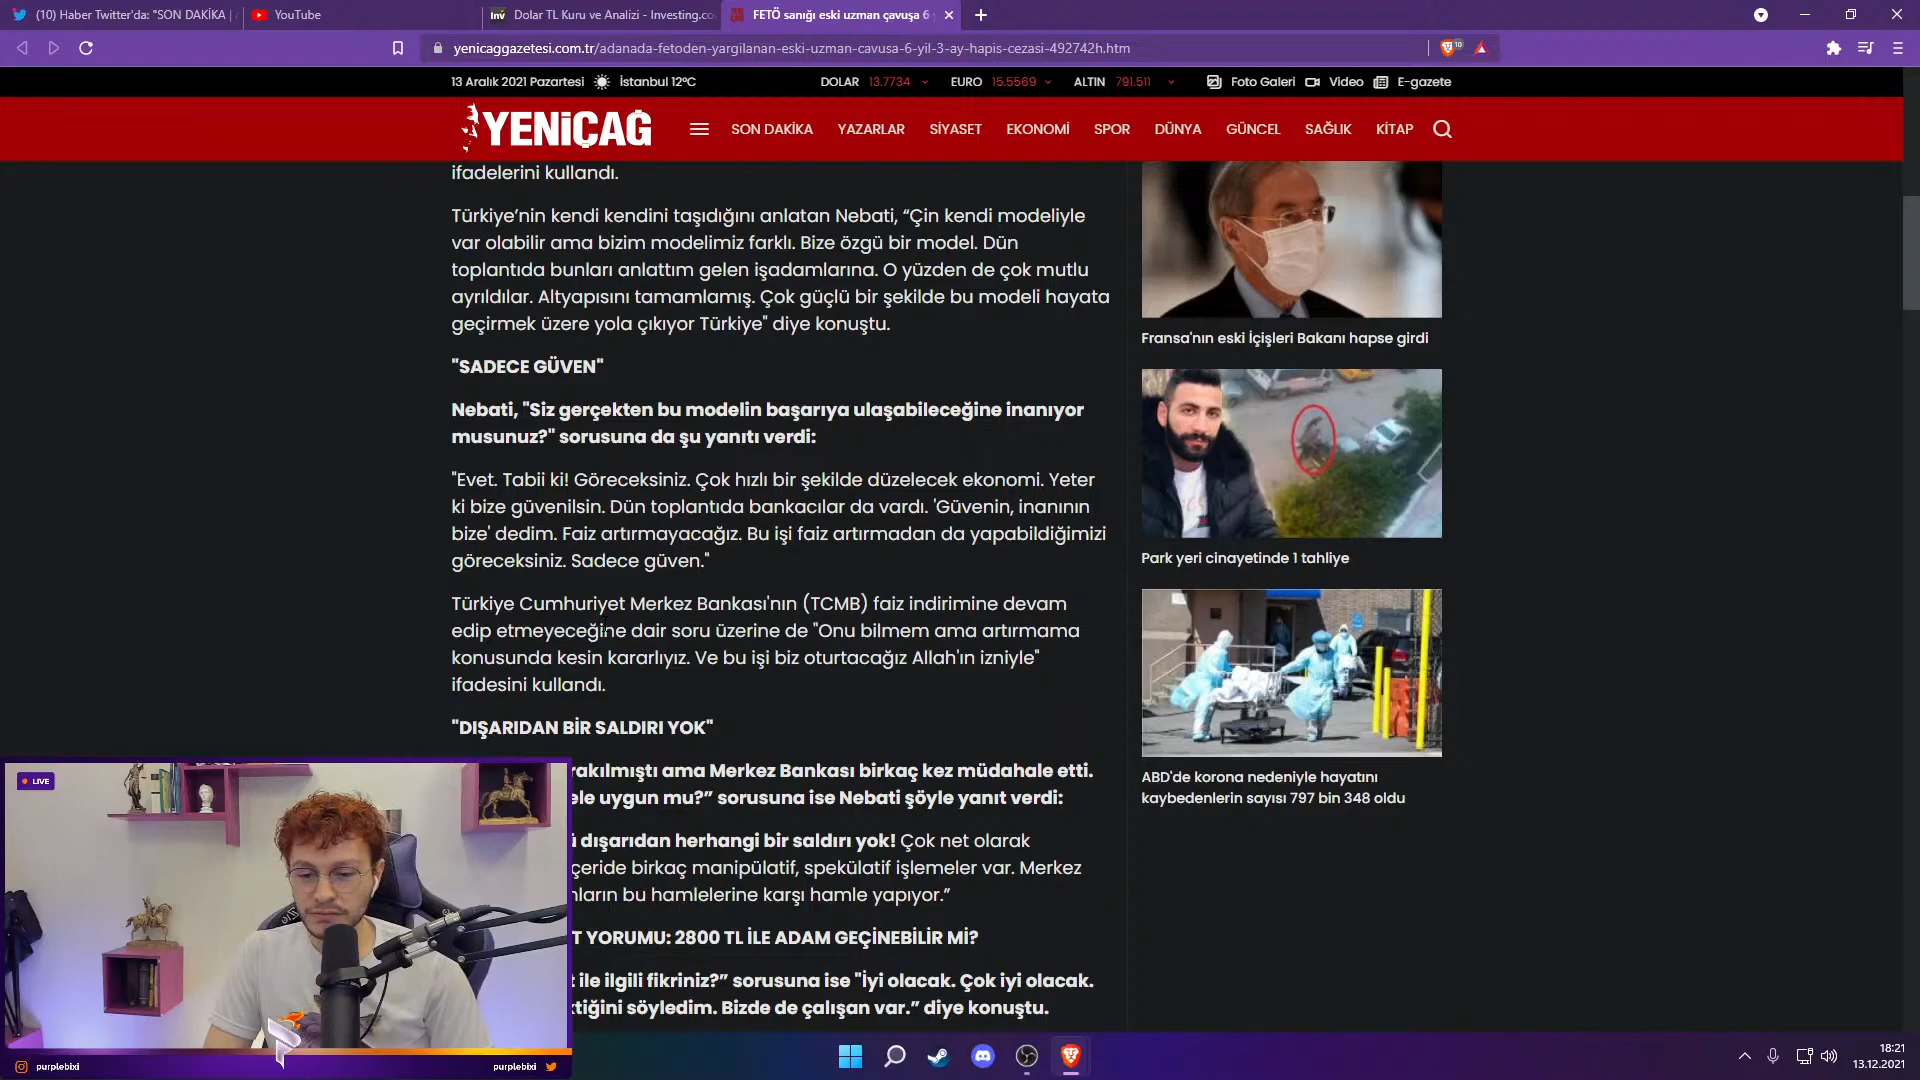 (10) Haber Twitter'da: "SON DAKİKA |
YouTube
Dolar TL Kuru ve Analizi - Investing.co
FETÖ sanığı eski uzman çavuşa 6
yenicaggazetesi.com.tr/adanada-fetoden-yargilanan-eski-uzman-cavusa-6-yil-3-ay-hapis-cezasi-492742h.htm
13 Aralık 2021 Pazartesi İstanbul 12°C DOLAR 13.7734 EURO 15.5569 ALTIN 791.511 Foto Galeri Video E-gazete
YENİÇAĞ SON DAKİKA YAZARLAR SİYASET EKONOMİ SPOR DÜNYA GÜNCEL SAĞLIK KİTAP
ifadelerini kullandı.
Türkiye’nin kendi kendini taşıdığını anlatan Nebati, “Çin kendi modeliyle
var olabilir ama bizim modelimiz farklı. Bize özgü bir model. Dün
toplantıda bunları anlattım gelen işadamlarına. O yüzden de çok mutlu
ayrıldılar. Altyapısını tamamlamış. Çok güçlü bir şekilde bu modeli hayata
geçirmek üzere yola çıkıyor Türkiye" diye konuştu.
"SADECE GÜVEN"
Nebati, "Siz gerçekten bu modelin başarıya ulaşabileceğine inanıyor
musunuz?" sorusuna da şu yanıtı verdi:
"Evet. Tabii ki! Göreceksiniz. Çok hızlı bir şekilde düzelecek ekonomi. Yeter
ki bize güvenilsin. Dün toplantıda bankacılar da vardı. 'Güvenin, inanının
bize' dedim. Faiz artırmayacağız. Bu işi faiz artırmadan da yapabildiğimizi
göreceksiniz. Sadece güven."
Türkiye Cumhuriyet Merkez Bankası'nın (TCMB) faiz indirimine devam
edip etmeyeceğine dair soru üzerine de "Onu bilmem ama artırmama
konusunda kesin kararlıyız. Ve bu işi biz oturtacağız Allah'ın izniyle"
ifadesini kullandı.
"DIŞARIDAN BİR SALDIRI YOK"
rakılmıştı ama Merkez Bankası birkaç kez müdahale etti.
ele uygun mu?” sorusuna ise Nebati şöyle yanıt verdi:
ü dışarıdan herhangi bir saldırı yok! Çok net olarak
çeride birkaç manipülatif, spekülatif işlemeler var. Merkez
nların bu hamlelerine karşı hamle yapıyor.”
T YORUMU: 2800 TL İLE ADAM GEÇİNEBİLİR Mİ?
t ile ilgili fikriniz?” sorusuna ise "İyi olacak. Çok iyi olacak.
ktiğini söyledim. Bizde de çalışan var.” diye konuştu.
Fransa'nın eski İçişleri Bakanı hapse girdi
Park yeri cinayetinde 1 tahliye
ABD'de korona nedeniyle hayatını
kaybedenlerin sayısı 797 bin 348 oldu
LIVE
purplebixi
purplebixi
18:21
13.12.2021